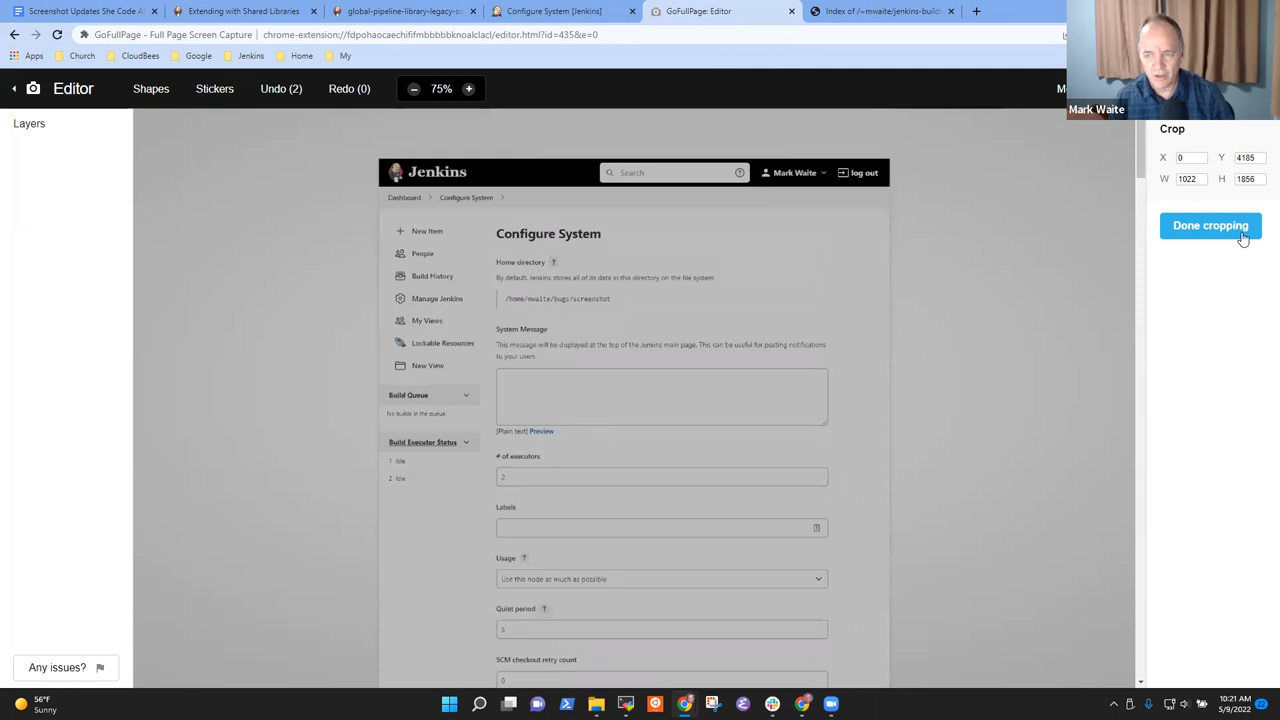 Screenshot Updates She Code A
Extending with Shared Libraries
global-pipeline-library-legacy-sc
Configure System [Jenkins]
GoFullPage: Editor
Index of /~mwaite/jenkins-build
GoFullPage - Full Page Screen Capture
chrome-extension://fdpohaocaechififmbbbbbknoalclacl/editor.html?id=435&e=0
Apps
Church
CloudBees
Google
Jenkins
Home
My
Mark Waite
Editor
Shapes
Stickers
Undo (2)
Redo (0)
75%
Layers
Crop
X 0 Y 4185
W 1022 H 1856
Done cropping
Jenkins
Search
Mark Waite
log out
Dashboard
Configure System
New Item
People
Build History
Manage Jenkins
My Views
Lockable Resources
New View
Build Queue
No builds in the queue.
Build Executor Status
1 Idle
2 Idle
Configure System
Home directory ?
By default, Jenkins stores all of its data in this directory on the file system
/home/mwaite/bugs/screenshot
System Message
This message will be displayed at the top of the Jenkins main page. This can be useful for posting notifications
to your users
[Plain text] Preview
# of executors
2
Labels
Usage ?
Use this node as much as possible
Quiet period ?
5
SCM checkout retry count
0
Any issues?
56°F
Sunny
10:21 AM
5/9/2022
22